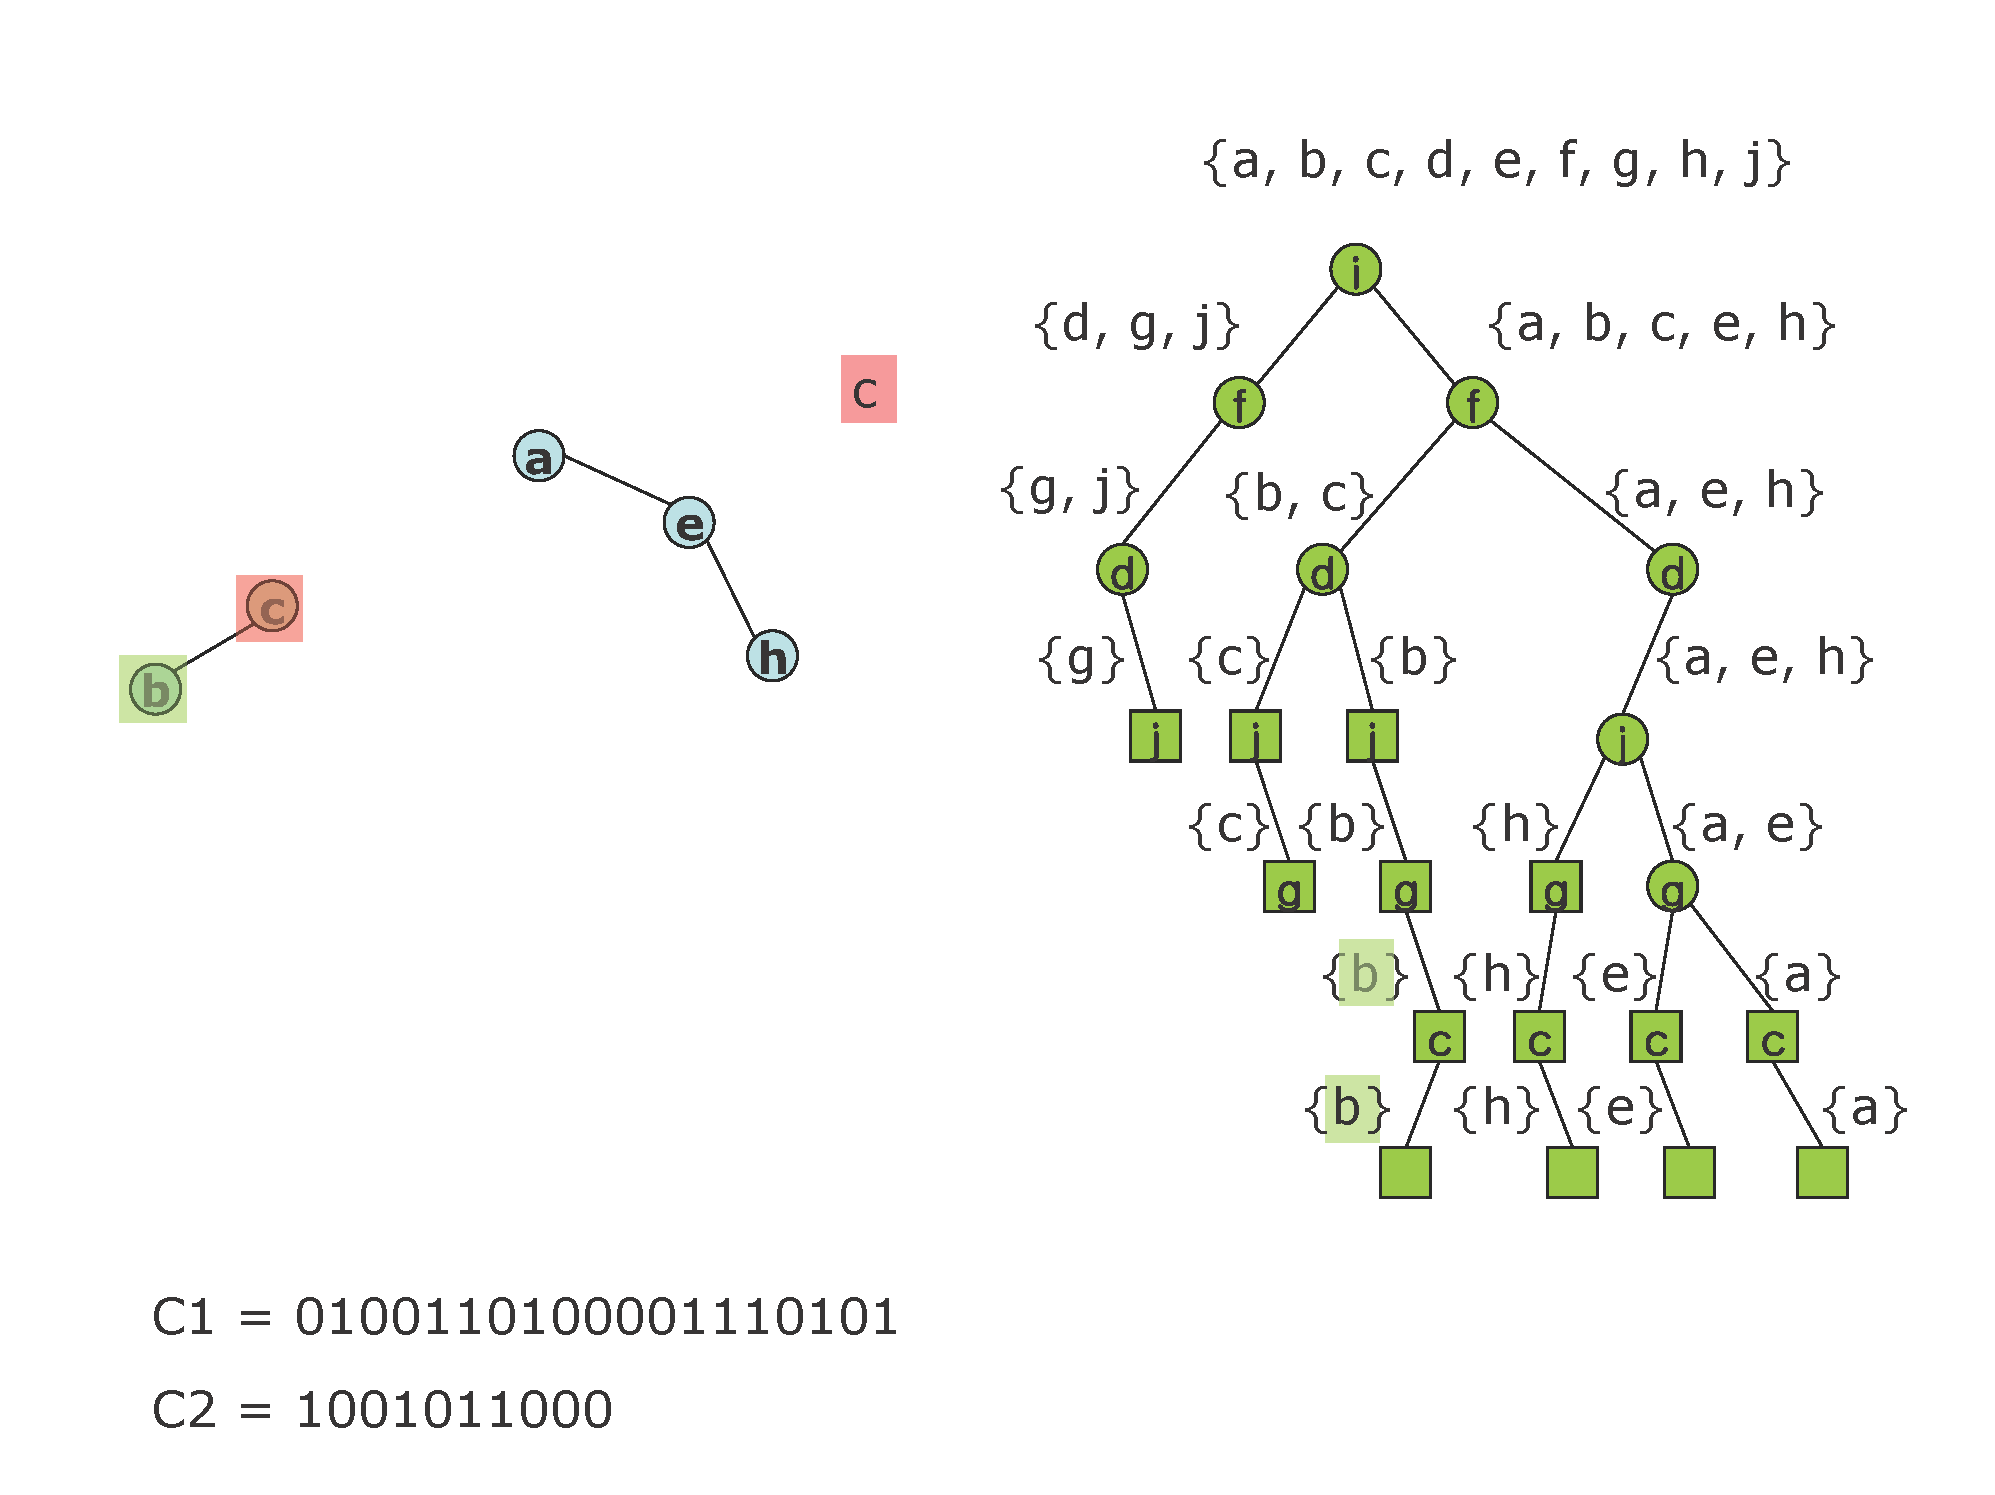 {a, b, c, d, e, f, g, h, j}
i
{d, g, j} {a, b, c, e, h}
c
f f
a
{g, j} {b, c} {a, e, h}
e
d d d
c
{g} {c} {b} {a, e, h}
h
b
j j j j
{c} {b} {h} {a, e}
g g g g
{b} {h} {e} {a}
c c c c
{b} {h} {e} {a}
C1 = 0100110100001110101
C2 = 1001011000